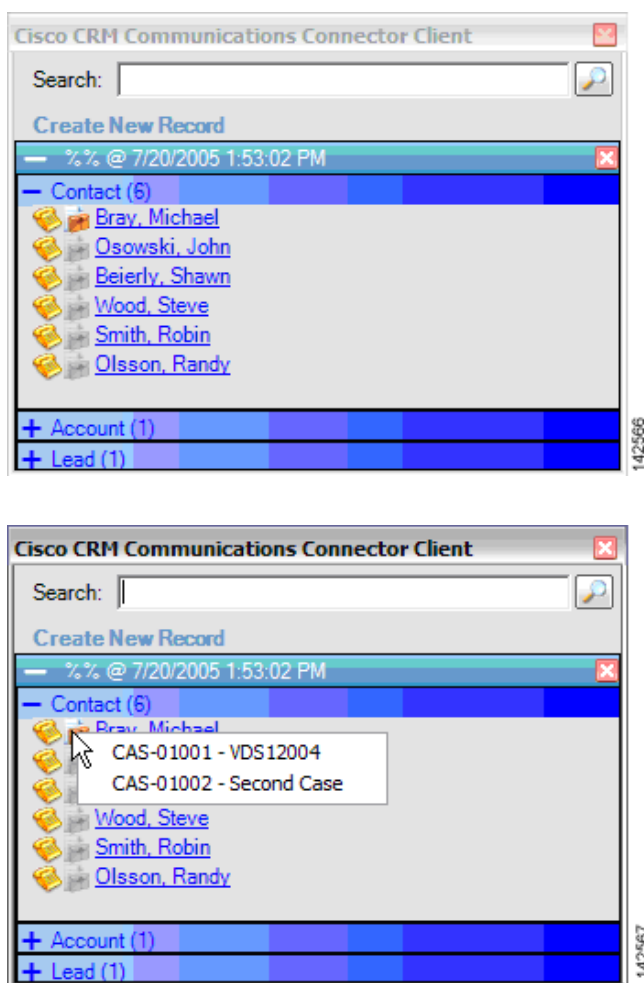 Cisco CRM Communications Connector Client
Search:
Create New Record
%% @ 7/20/2005 1:53:02 PM
Contact (6)
Bray, Michael
Osowski, John
Beierly, Shawn
Wood, Steve
Smith, Robin
Olsson, Randy
Account (1)
Lead (1)
142566
Cisco CRM Communications Connector Client
Search:
Create New Record
%% @ 7/20/2005 1:53:02 PM
Contact (6)
Bray, Michael
CAS-01001 - VDS12004
CAS-01002 - Second Case
Wood, Steve
Smith, Robin
Olsson, Randy
Account (1)
Lead (1)
142567